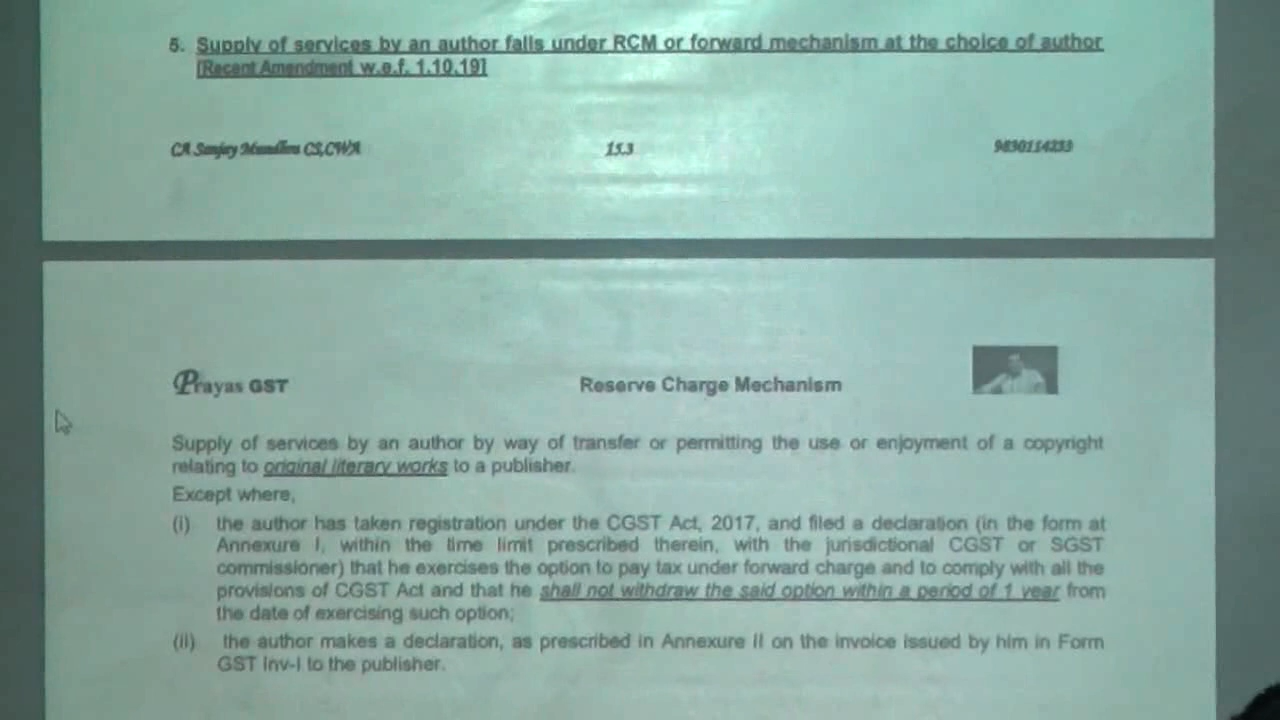 5. Supply of services by an author falls under RCM or forward mechanism at the choice of author
[Recent Amendment w.e.f. 1.10.19]
CA Sanjay Mundhra CS,CWA 15.3 9830114233
Prayas GST Reserve Charge Mechanism
Supply of services by an author by way of transfer or permitting the use or enjoyment of a copyright
relating to original literary works to a publisher.
Except where,
(i) the author has taken registration under the CGST Act, 2017, and filed a declaration (in the form at
Annexure I, within the time limit prescribed therein, with the jurisdictional CGST or SGST
commissioner) that he exercises the option to pay tax under forward charge and to comply with all the
provisions of CGST Act and that he shall not withdraw the said option within a period of 1 year from
the date of exercising such option;
(ii) the author makes a declaration, as prescribed in Annexure II on the invoice issued by him in Form
GST Inv-I to the publisher.